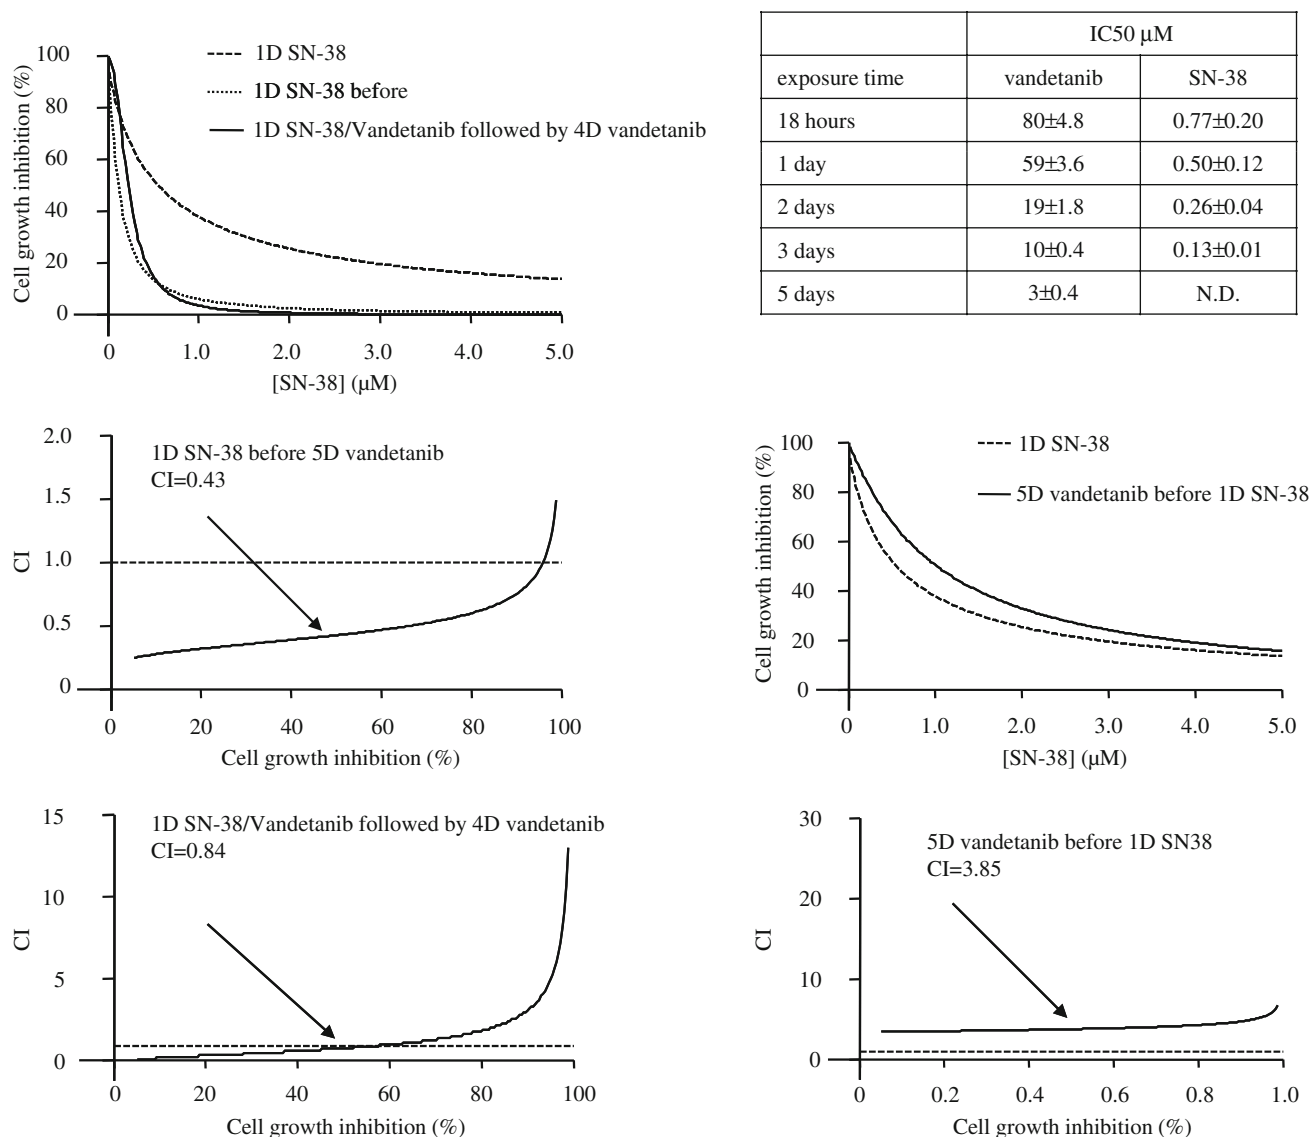 1D SN-38
1D SN-38 before
1D SN-38/Vandetanib followed by 4D vandetanib
Cell growth inhibition (%)
100
80
60
40
20
0
0 1.0 2.0 3.0 4.0 5.0
[SN-38] (µM)
IC50 µM
exposure time vandetanib SN-38
18 hours 80±4.8 0.77±0.20
1 day 59±3.6 0.50±0.12
2 days 19±1.8 0.26±0.04
3 days 10±0.4 0.13±0.01
5 days 3±0.4 N.D.
1D SN-38 before 5D vandetanib
CI=0.43
CI
2.0
1.5
1.0
0.5
0
0 20 40 60 80 100
Cell growth inhibition (%)
1D SN-38
5D vandetanib before 1D SN-38
Cell growth inhibition (%)
100
80
60
40
20
0
0 1.0 2.0 3.0 4.0 5.0
[SN-38] (µM)
1D SN-38/Vandetanib followed by 4D vandetanib
CI=0.84
CI
15
10
5
0
0 20 40 60 80 100
Cell growth inhibition (%)
5D vandetanib before 1D SN38
CI=3.85
CI
30
20
10
0
0 0.2 0.4 0.6 0.8 1.0
Cell growth inhibition (%)